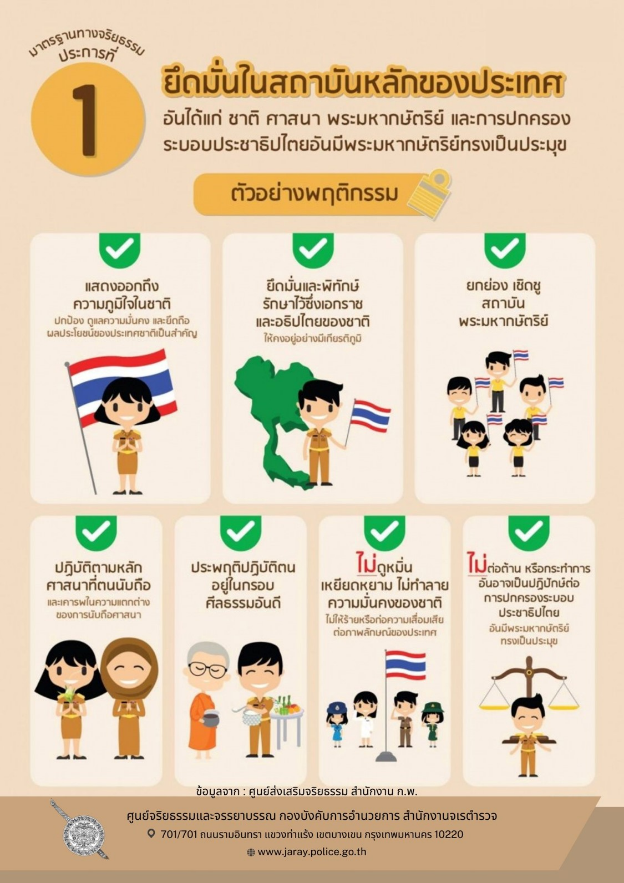 มาตรฐานทางจริยธรรม
ประการที่
1
ยึดมั่นในสถาบันหลักของประเทศ
อันได้แก่ ชาติ ศาสนา พระมหากษัตริย์ และการปกครอง
ระบอบประชาธิปไตยอันมีพระมหากษัตริย์ทรงเป็นประมุข
ตัวอย่างพฤติกรรม
แสดงออกถึง
ความภูมิใจในชาติ
ปกป้อง ดูแลความมั่นคง และยึดถือ
ผลประโยชน์ของประเทศชาติเป็นสำคัญ
ยึดมั่นและพิทักษ์
รักษาไว้ซึ่งเอกราช
และอธิปไตยของชาติ
ให้คงอยู่อย่างมีเกียรติภูมิ
ยกย่อง เชิดชู
สถาบัน
พระมหากษัตริย์
ปฏิบัติตามหลัก
ศาสนาที่ตนนับถือ
และเคารพในความแตกต่าง
ของการนับถือศาสนา
ประพฤติปฏิบัติตน
อยู่ในกรอบ
ศีลธรรมอันดี
ไม่ดูหมิ่น
เหยียดหยาม ไม่ทำลาย
ความมั่นคงของชาติ
ไม่ให้ร้ายหรือก่อความเสื่อมเสีย
ต่อภาพลักษณ์ของประเทศ
ไม่ต่อต้าน หรือกระทำการ
อันอาจเป็นปฏิปักษ์ต่อ
การปกครองระบอบ
ประชาธิปไตย
อันมีพระมหากษัตริย์
ทรงเป็นประมุข
ข้อมูลจาก : ศูนย์ส่งเสริมจริยธรรม สำนักงาน ก.พ.
ศูนย์จริยธรรมและจรรยาบรรณ กองบังคับการอำนวยการ สำนักงานจเรตำรวจ
701/701 ถนนรามอินทรา แขวงท่าแร้ง เขตบางเขน กรุงเทพมหานคร 10220
www.jaray.police.go.th